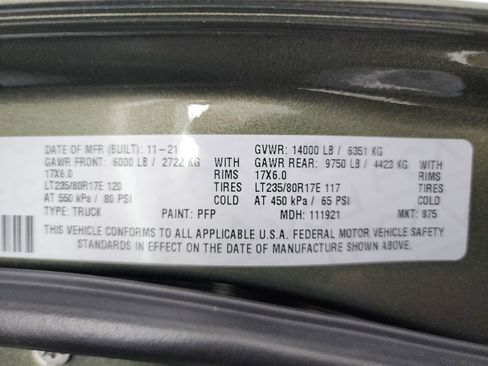 DATE OF MFR (BUILT): 11-21 GVWR: 14000 LB / 6351 KG
GAWR FRONT: 6000 LB / 2722 KG WITH GAWR REAR: 9750 LB / 4423 KG WITH
17X6.0 RIMS 17X6.0 RIMS
LT235/80R17E 120 TIRES LT235/80R17E 117 TIRES
AT 550 kPa / 80 PSI COLD AT 450 kPa / 65 PSI COLD
TYPE: TRUCK PAINT: PFP MDH: 111921 MKT: 875
THIS VEHICLE CONFORMS TO ALL APPLICABLE U.S.A. FEDERAL MOTOR VEHICLE SAFETY
STANDARDS IN EFFECT ON THE DATE OF MANUFACTURE SHOWN ABOVE.